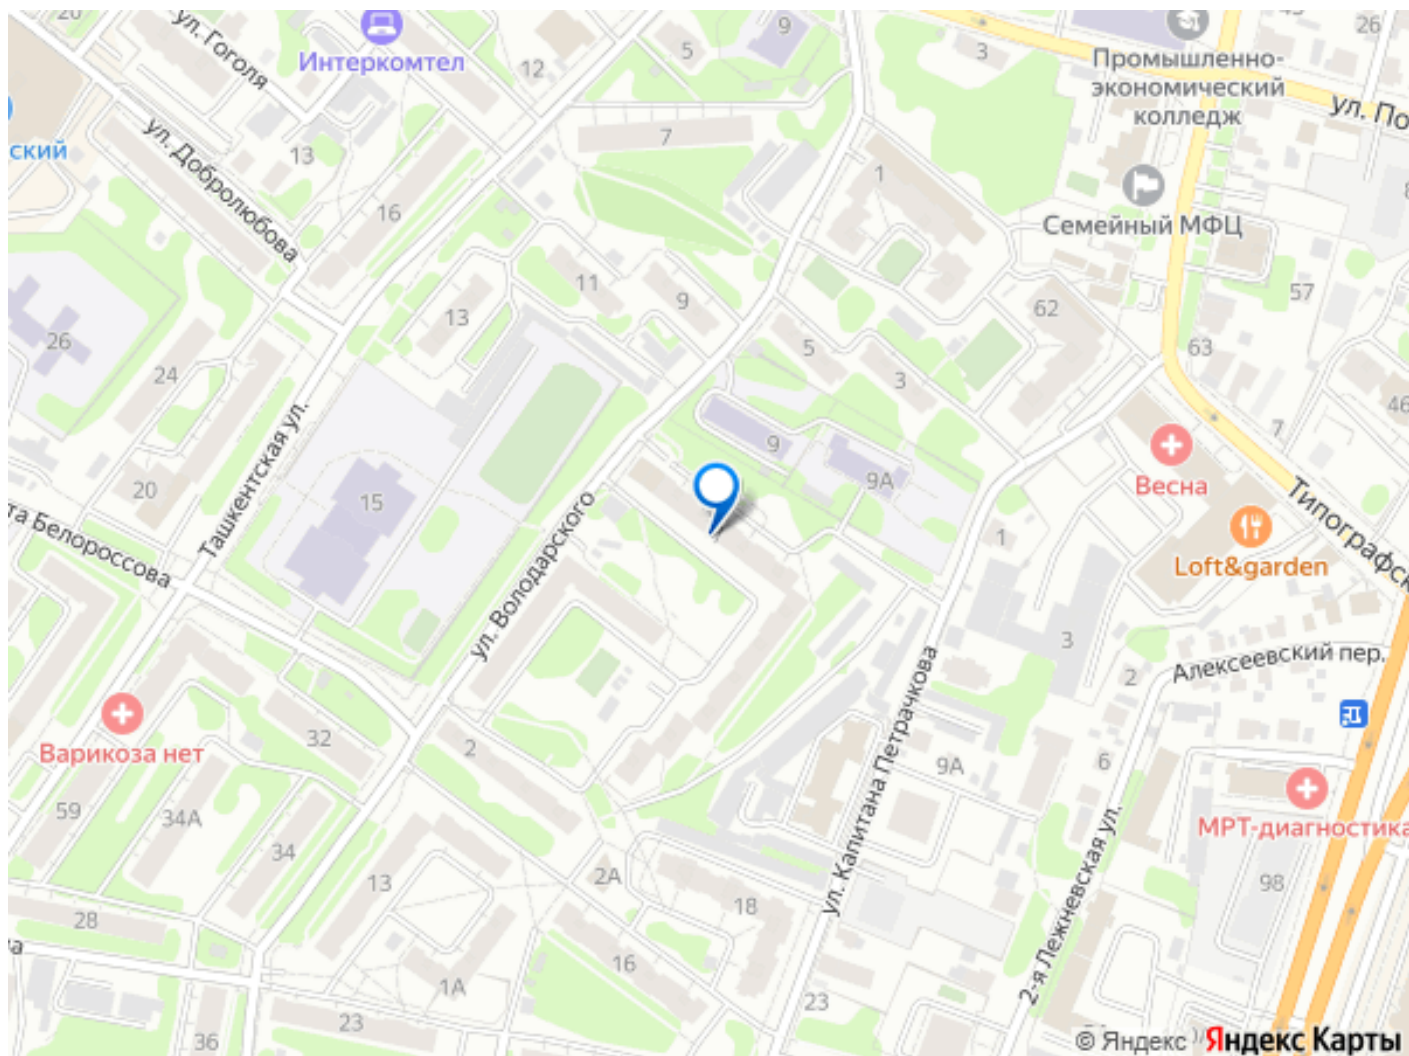 20
ул. Гоголя
Интеркомтел
12
5
9
3
Промышленно-
экономический
колледж
26
ул. По
ский
ул. Добролюбова
13
16
7
1
Семейный МФЦ
57
26
24
13
11
9
5
3
62
63
46
7
Ташкентская ул.
15
20
та Белороссова
ул. Володарского
9
9А
1
Весна
Loft&garden
Типографск
3
Алексеевский пер.
2
Варикоза нет
32
2
ул. Капитана Петрачкова
9А
6
2-я Лежневская ул.
МРТ-диагностика
98
59
34А
34
13
2А
18
28
16
1А
23
23
36
© Яндекс
Яндекс Карты